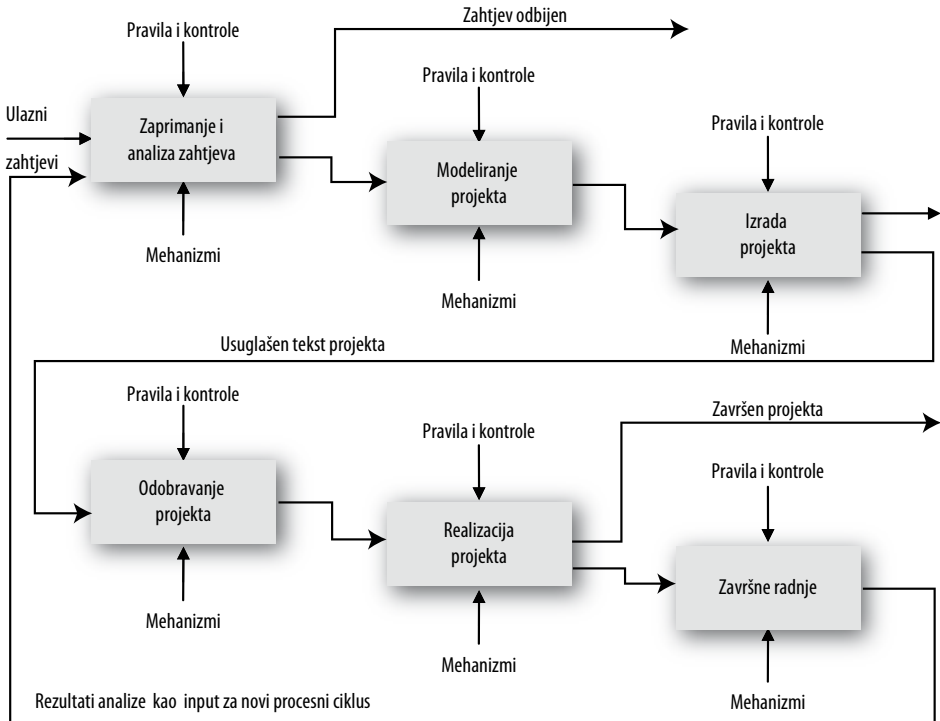 Zahtjev odbijen
Pravila i kontrole
Pravila i kontrole
Ulazni
zahtjevi
Zaprimanje i
analiza zahtjeva
Pravila i kontrole
Modeliranje
projekta
Izrada
projekta
Mehanizmi
Mehanizmi
Mehanizmi
Usuglašen tekst projekta
Pravila i kontrole
Završen projekta
Pravila i kontrole
Pravila i kontrole
Odobravanje
projekta
Realizacija
projekta
Završne radnje
Mehanizmi
Mehanizmi
Mehanizmi
Rezultati analize kao input za novi procesni ciklus